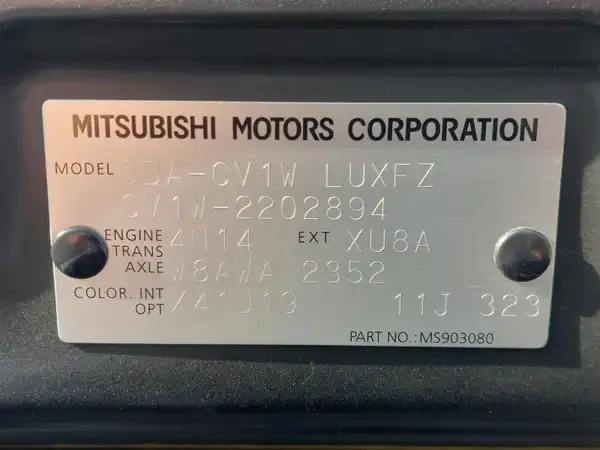 MITSUBISHI MOTORS CORPORATION
MODEL 3DA-CV1W LUXFZ
CV1W-2202894
ENGINE 4N14 EXT XU8A
TRANS
AXLE W8AWA 2352
COLOR. INT /41U19 11J 323
OPT
PART NO.:MS903080